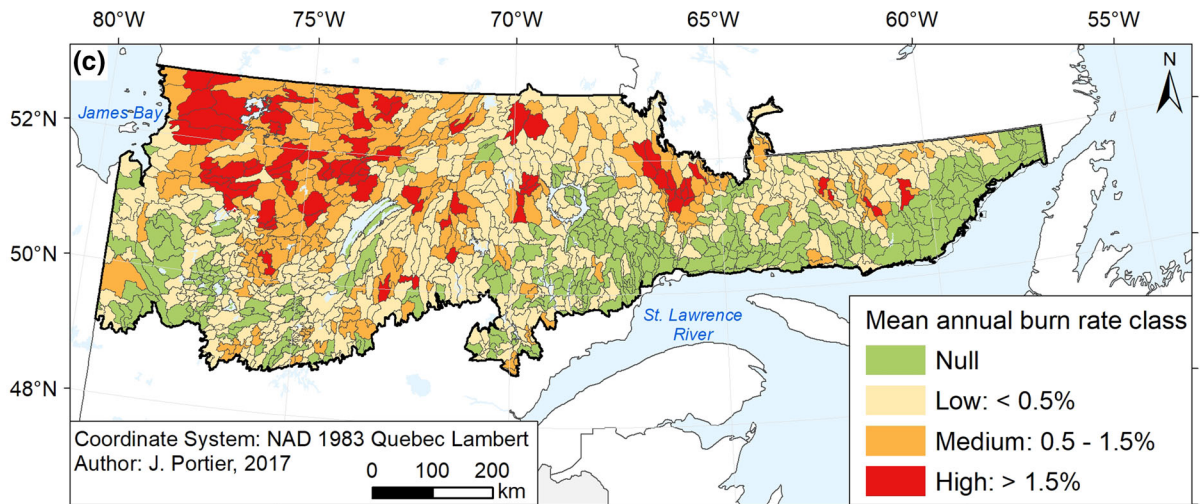 80°W 75°W 70°W 65°W 60°W 55°W
(c)
N
James Bay
52°N
50°N
St. Lawrence
River
48°N
Mean annual burn rate class
Null
Low: < 0.5%
Medium: 0.5 - 1.5%
High: > 1.5%
Coordinate System: NAD 1983 Quebec Lambert
Author: J. Portier, 2017
0 100 200
km